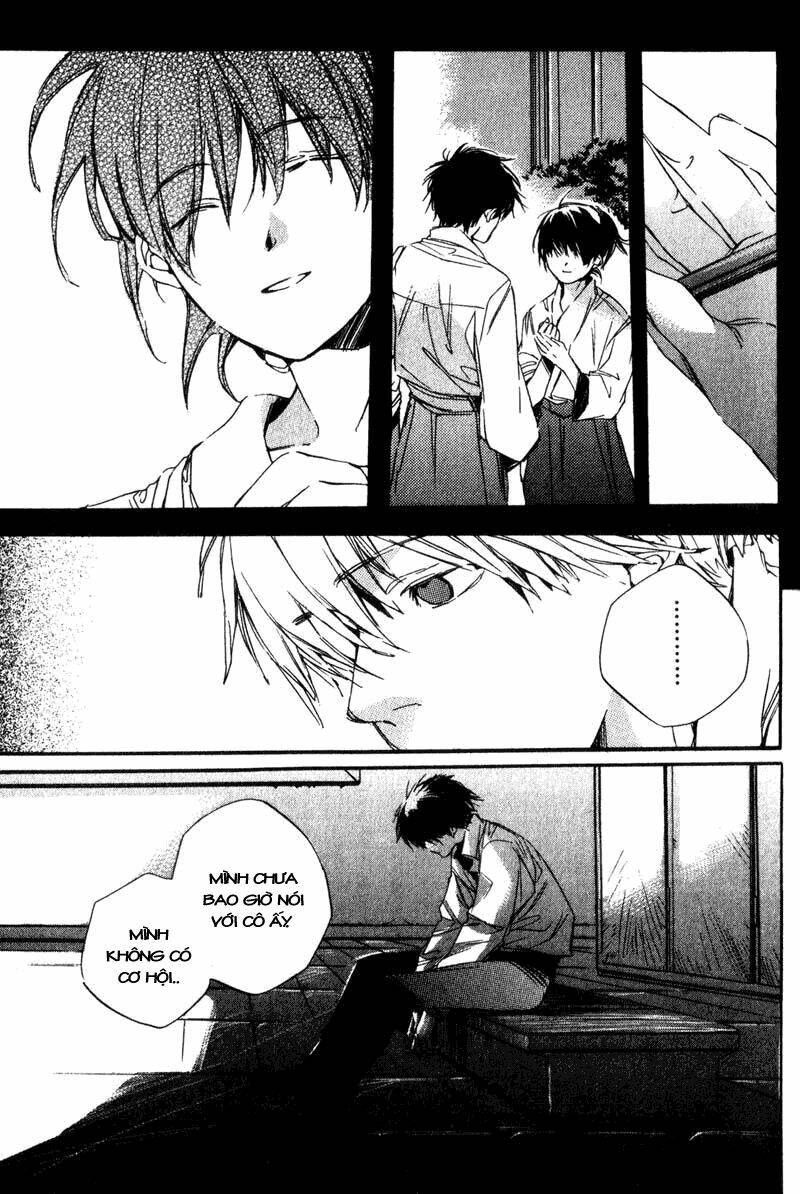 .........
MÌNH CHƯA
BAO GIỜ NÓI
VỚI CÔ ẤY.
MÌNH
KHÔNG CÓ
CƠ HỘI..